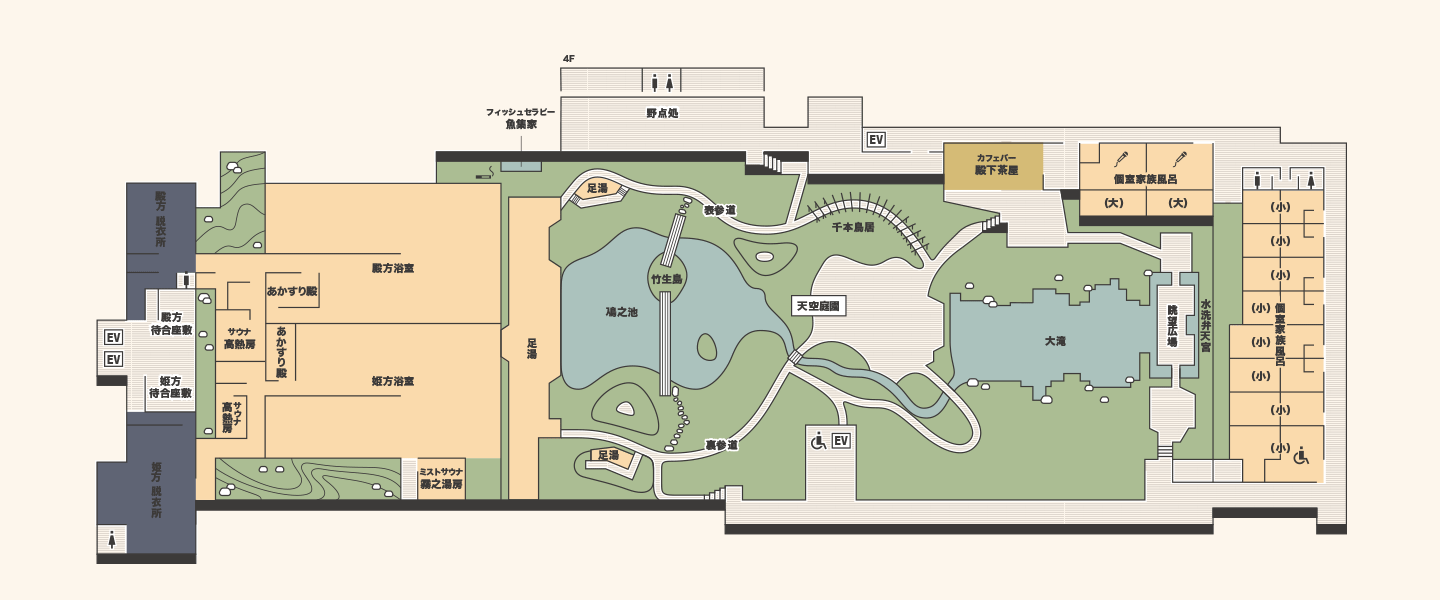 4F
フィッシュセラピー
魚集家
野点処
EV
カフェバー
殿下茶屋
個室家族風呂
(大)
(大)
足湯
表参道
千本鳥居
殿方 脱衣所
殿方浴室
あかすり殿
竹生島
天空庭園
鳰之池
大滝
眺望広場
水洗弁天宮
(小)
(小)
(小)
(小)
(小)
(小)
(小)
(小)
個室家族風呂
殿方
待合座敷
EV
EV
サウナ
高熱房
あかすり殿
足湯
姫方
待合座敷
姫方浴室
サウナ
高熱房
姫方 脱衣所
ミストサウナ
霧之湯房
足湯
裏参道
EV